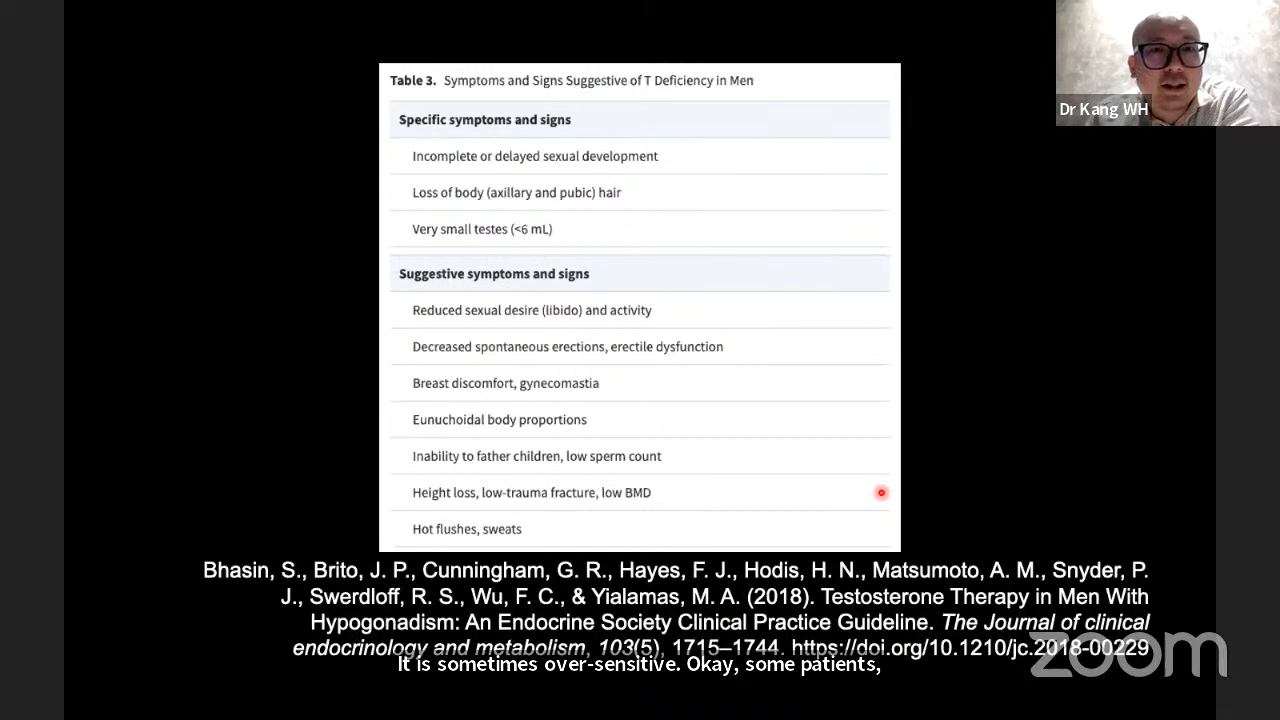 Table 3. Symptoms and Signs Suggestive of T Deficiency in Men
Specific symptoms and signs
Incomplete or delayed sexual development
Loss of body (axillary and pubic) hair
Very small testes (<6 mL)
Suggestive symptoms and signs
Reduced sexual desire (libido) and activity
Decreased spontaneous erections, erectile dysfunction
Breast discomfort, gynecomastia
Eunuchoidal body proportions
Inability to father children, low sperm count
Height loss, low-trauma fracture, low BMD
Hot flushes, sweats
Dr Kang WH
Bhasin, S., Brito, J. P., Cunningham, G. R., Hayes, F. J., Hodis, H. N., Matsumoto, A. M., Snyder, P.
J., Swerdloff, R. S., Wu, F. C., & Yialamas, M. A. (2018). Testosterone Therapy in Men With
Hypogonadism: An Endocrine Society Clinical Practice Guideline. The Journal of clinical
endocrinology and metabolism, 103(5), 1715–1744. https://doi.org/10.1210/jc.2018-00229
It is sometimes over-sensitive. Okay, some patients,
zoom